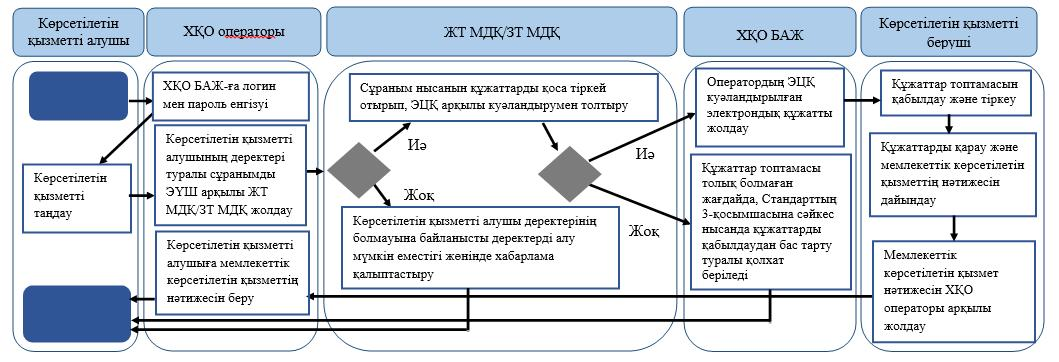 Көрсетілетін
қызметті алушы
ХҚО операторы
ЖТ МДҚ/ЗТ МДҚ
ХҚО БАЖ
Көрсетілетін қызметті
беруші
ХҚО БАЖ-ға логин
мен пароль енгізуі
Көрсетілетін
қызметті
таңдау
Көрсетілетін қызметті
алушының деректері
туралы сұранымды
ЭҮШ арқылы ЖТ
МДҚ/ЗТ МДҚ жолдау
Көрсетілетін қызметті
алушыға мемлекеттік
көрсетілетін қызметтің
нәтижесін беру
Сұраным нысанын құжаттарды қоса тіркей
отырып, ЭЦҚ арқылы куәландырумен толтыру
Иә
Жоқ
Көрсетілетін қызметті алушы деректерінің
болмауына байланысты деректерді алу
мүмкін еместігі жөнінде хабарлама
қалыптастыру
Иә
Жоқ
Оператордың ЭЦҚ
куәландырылған
электрондық құжатты
жолдау
Құжаттар топтамасы
толық болмаған
жағдайда, Стандарттың
3-қосымшасына сәйкес
нысанда құжаттарды
қабылдаудан бас тарту
туралы қолхат
беріледі
Құжаттар топтамасын
қабылдау және тіркеу
Құжаттарды қарау және
мемлекеттік көрсетілетін
қызметтің нәтижесін
дайындау
Мемлекеттік
көрсетілетін қызмет
нәтижесін ХҚО
операторы арқылы
жолдау